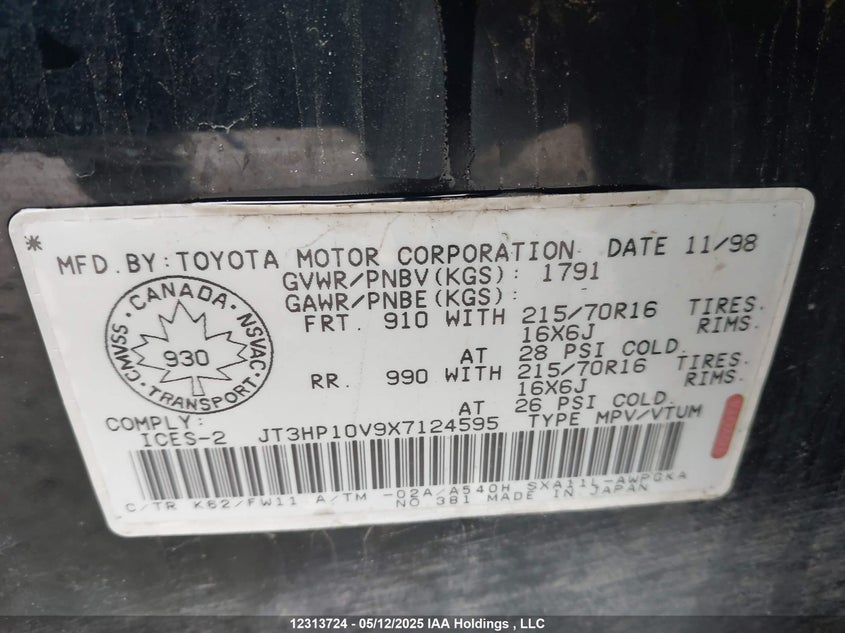 * MFD.BY: TOYOTA MOTOR CORPORATION DATE 11/98
GVWR/PNBV(KGS): 1791
GAWR/PNBE(KGS):
FRT. 910 WITH 215/70R16 TIRES.
16X6J RIMS.
AT 28 PSI COLD.
RR. 990 WITH 215/70R16 TIRES.
16X6J RIMS.
AT 26 PSI COLD.
CANADA
CMVSS 930 NSVAC
TRANSPORT
COMPLY:
ICES-2 JT3HP10V9X7124595 TYPE MPV/VTUM
C/TR K62/FW11 A/TM -02A/A540H SXA11L-AWPGKA
NO 381 MADE IN JAPAN
12313724 - 05/12/2025 IAA Holdings , LLC